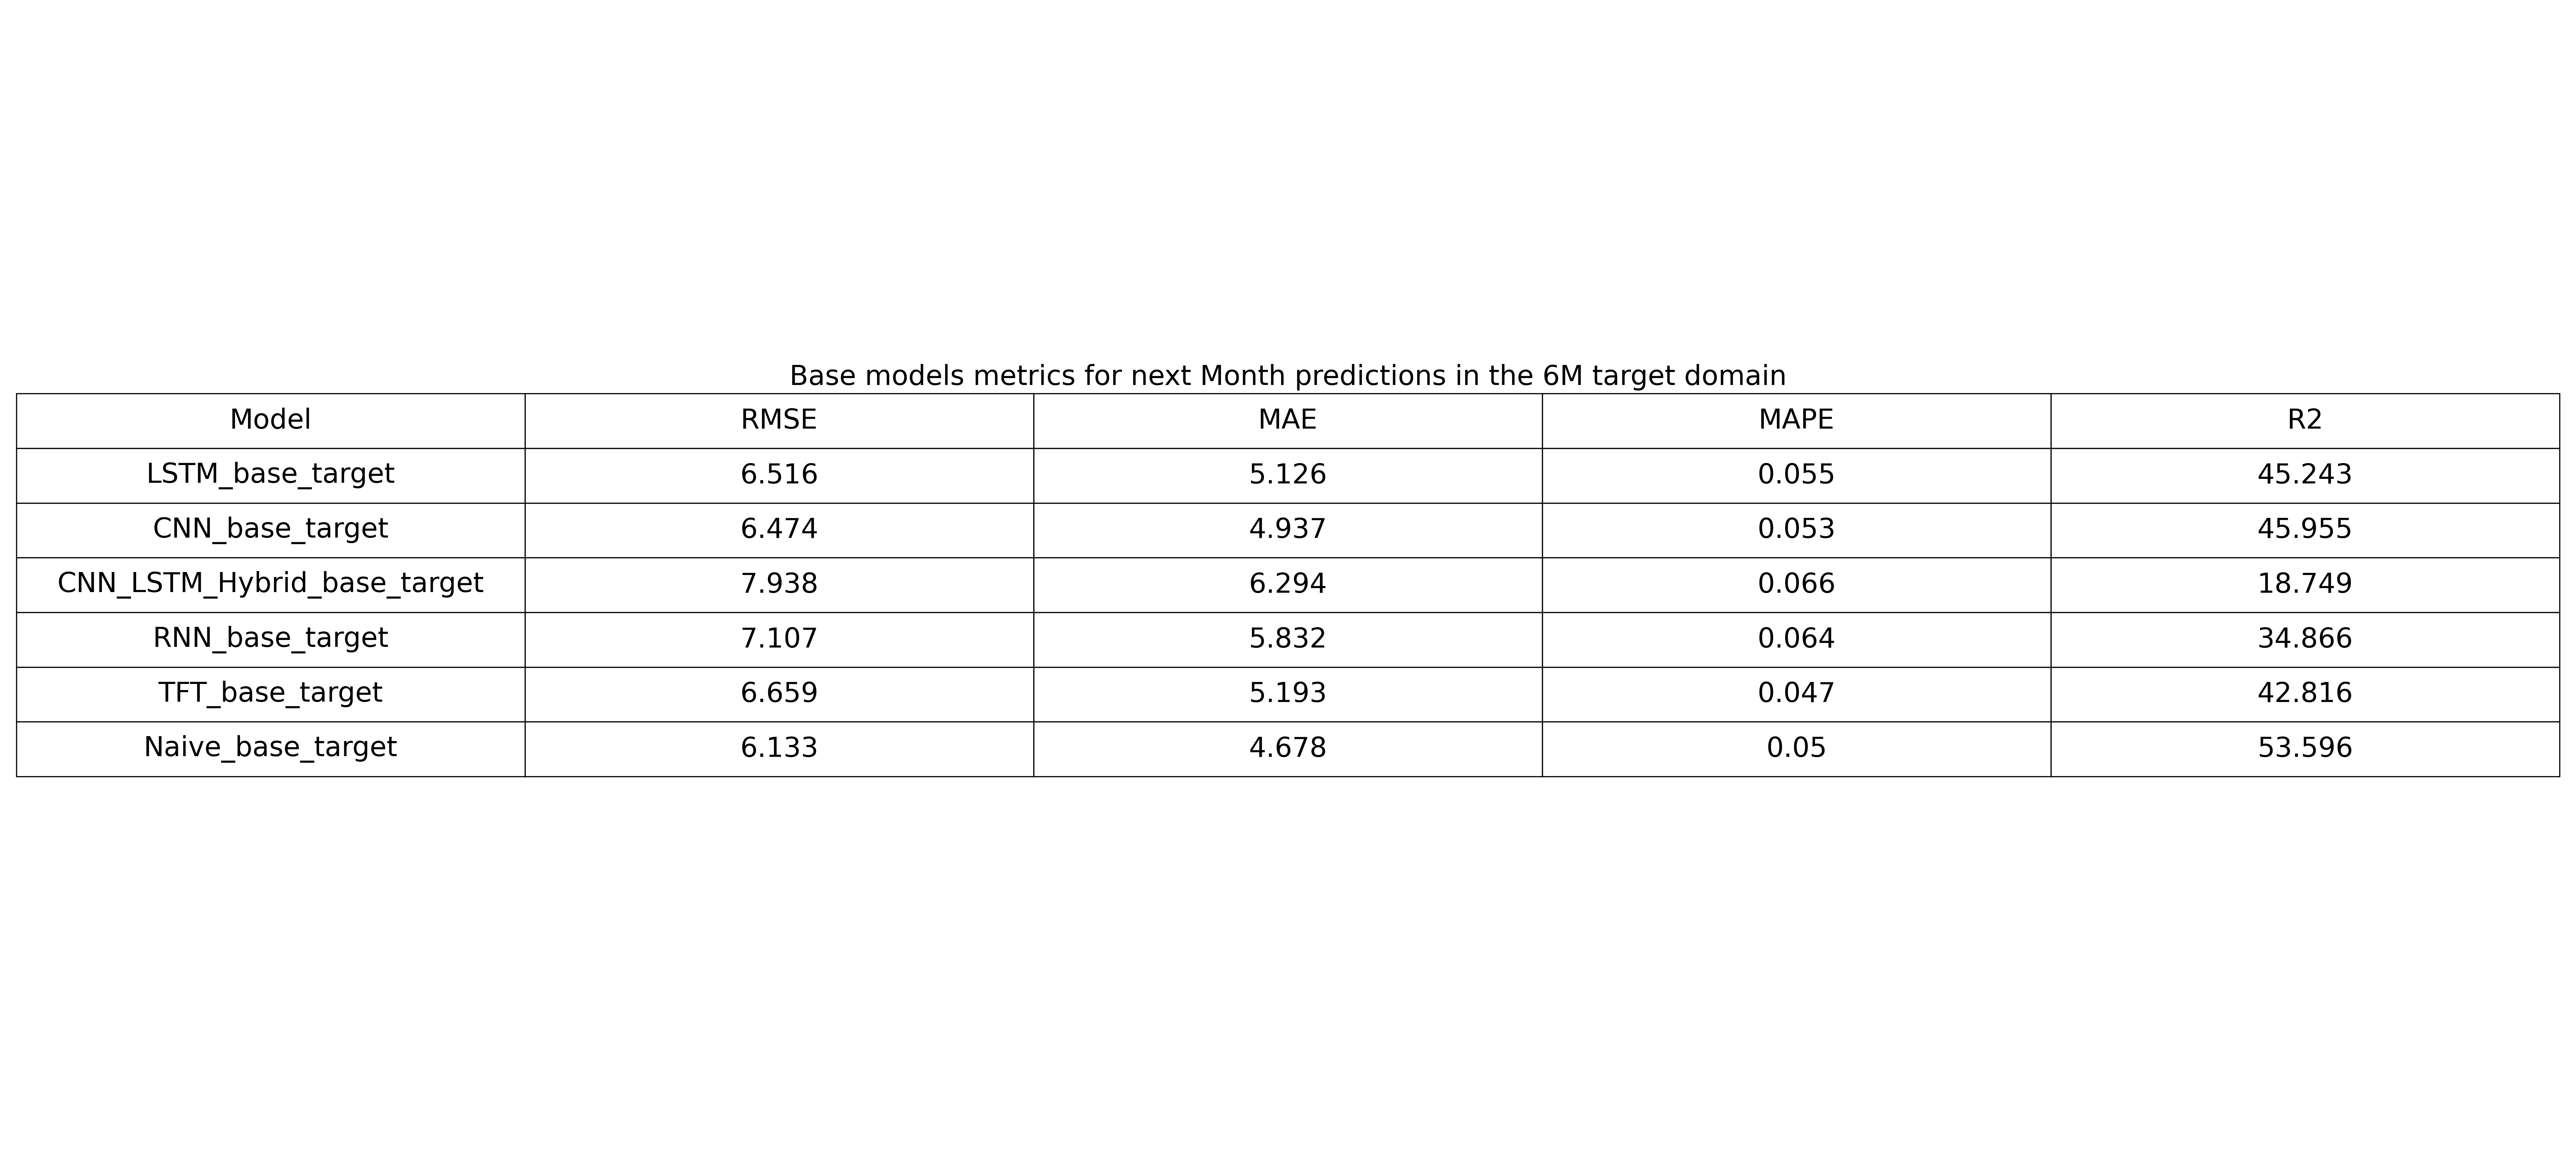 Base models metrics for next Month predictions in the 6M target domain
Model RMSE MAE MAPE R2
LSTM_base_target 6.516 5.126 0.055 45.243
CNN_base_target 6.474 4.937 0.053 45.955
CNN_LSTM_Hybrid_base_target 7.938 6.294 0.066 18.749
RNN_base_target 7.107 5.832 0.064 34.866
TFT_base_target 6.659 5.193 0.047 42.816
Naive_base_target 6.133 4.678 0.05 53.596